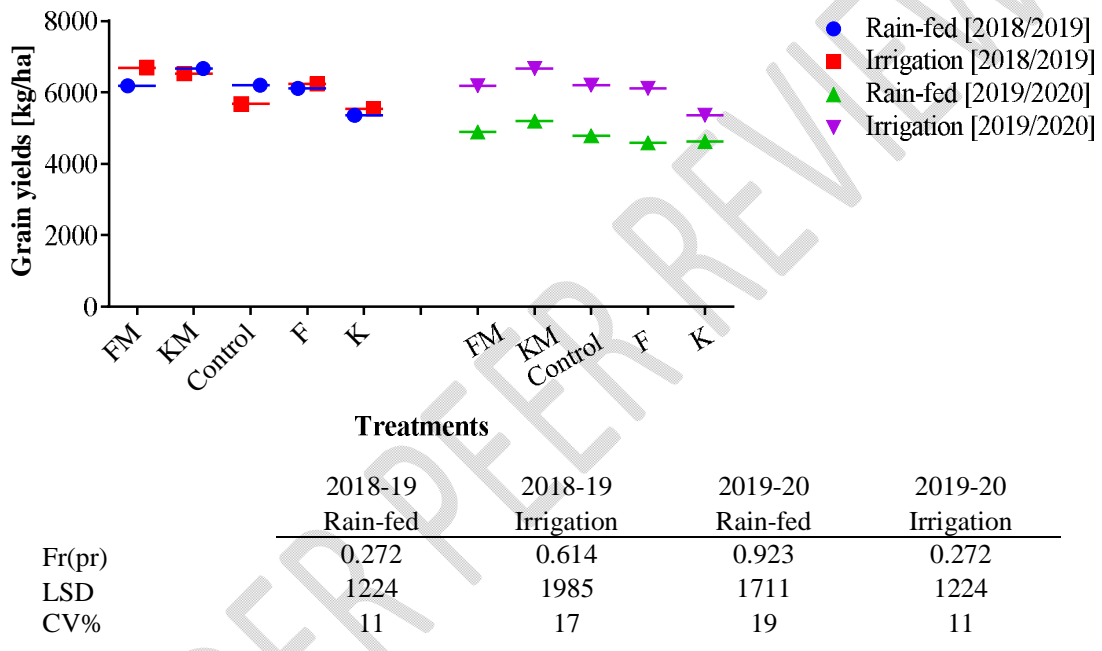 8000
6000
4000
2000
0
Grain yields [kg/ha]
Rain-fed [2018/2019]
Irrigation [2018/2019]
Rain-fed [2019/2020]
Irrigation [2019/2020]
FM KM Control F K FM KM Control F K
Treatments
2018-19 2018-19 2019-20 2019-20
Rain-fed Irrigation Rain-fed Irrigation
Fr(pr) 0.272 0.614 0.923 0.272
LSD 1224 1985 1711 1224
CV% 11 17 19 11
PER PEER REVIEW